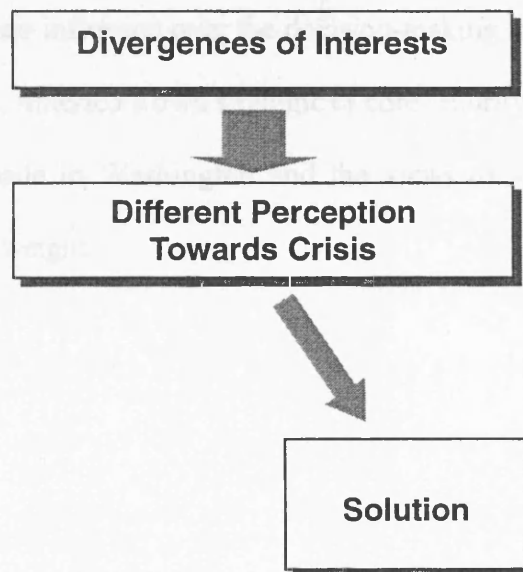 Divergences of Interests
Different Perception
Towards Crisis
Solution